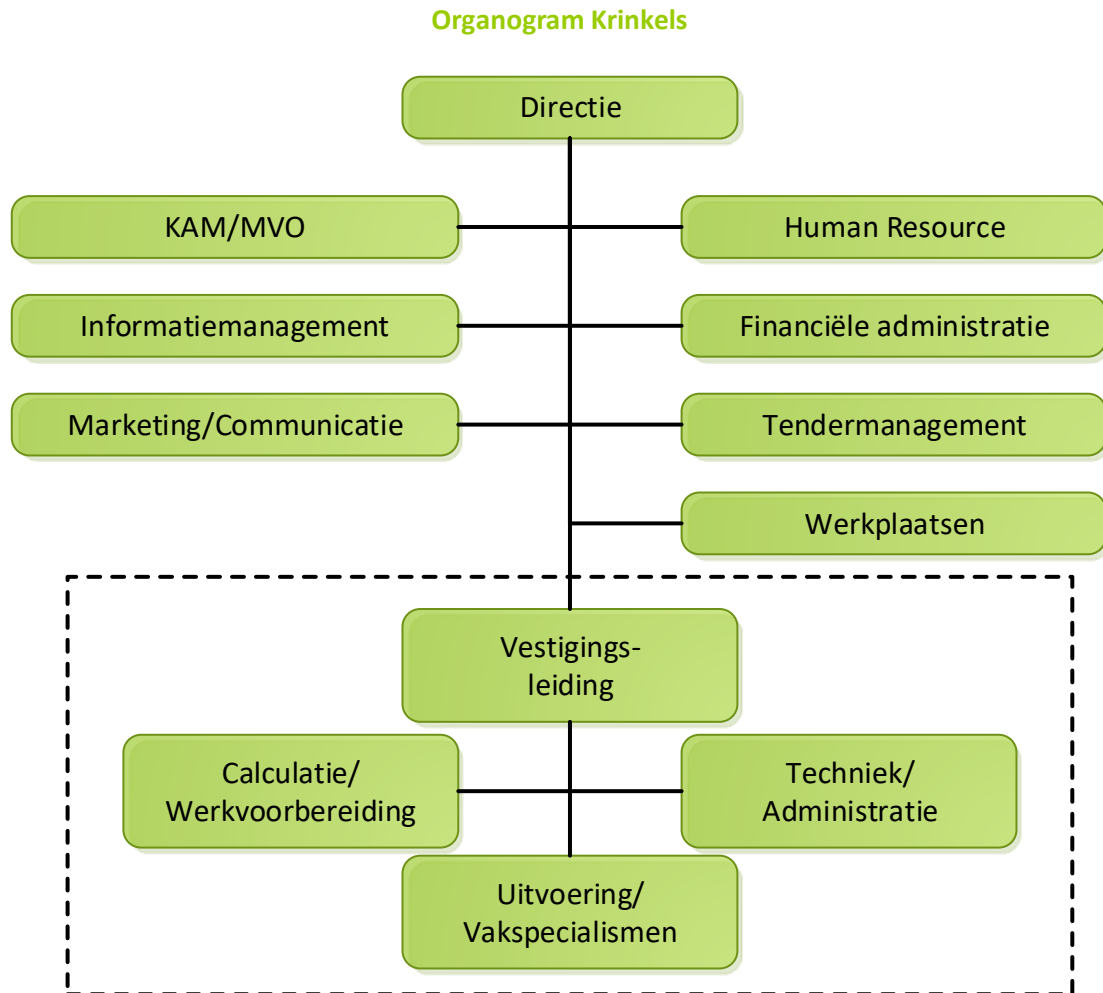 Organogram Krinkels
Directie
KAM/MVO
Human Resource
Informatiemanagement
Financiële administratie
Marketing/Communicatie
Tendermanagement
Werkplaatsen
Vestigings-
leiding
Calculatie/
Werkvoorbereiding
Techniek/
Administratie
Uitvoering/
Vakspecialismen